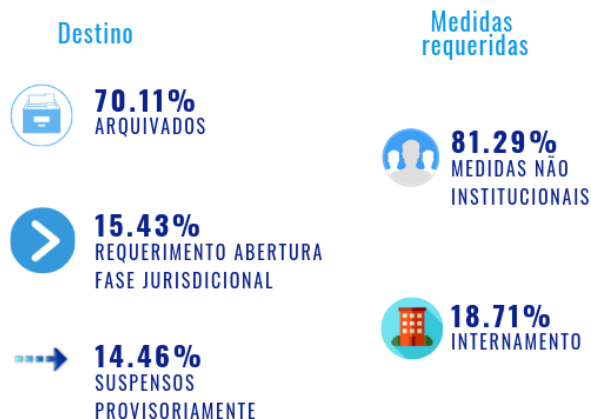 Destino
70.11%
ARQUIVADOS
15.43%
REQUERIMENTO ABERTURA
FASE JURISDICIONAL
14.46%
SUSPENSOS
PROVISORIAMENTE
Medidas
requeridas
81.29%
MEDIDAS NÃO
INSTITUCIONAIS
18.71%
INTERNAMENTO